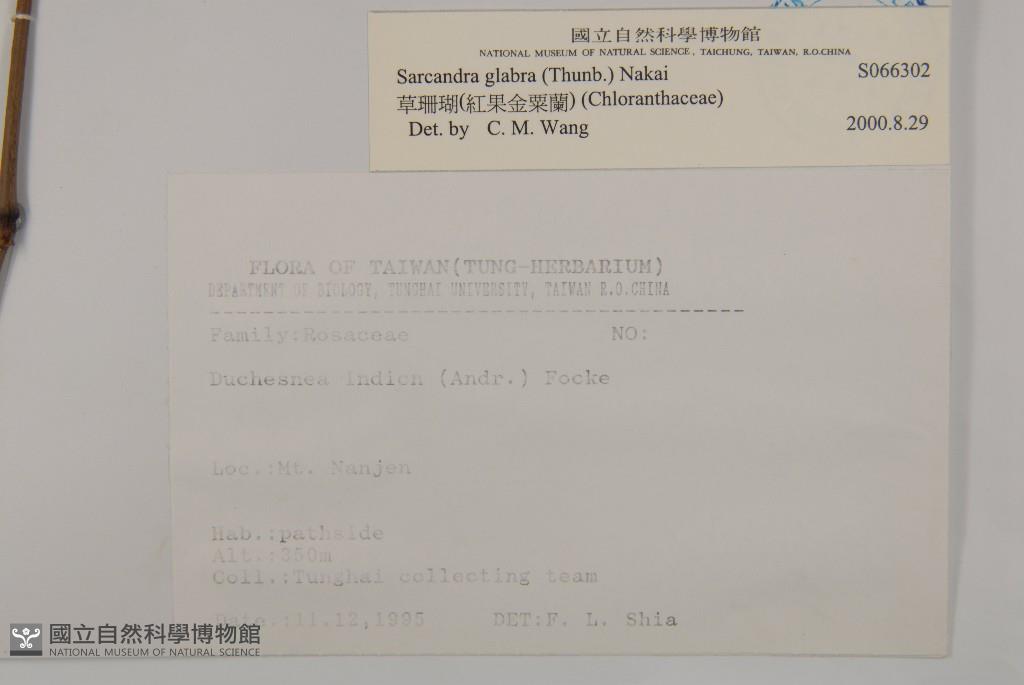 國立自然科學博物館
NATIONAL MUSEUM OF NATURAL SCIENCE, TAICHUNG, TAIWAN, R.O.CHINA
Sarcandra glabra (Thunb.) Nakai S066302
草珊瑚(紅果金粟蘭) (Chloranthaceae)
Det. by C. M. Wang 2000.8.29
FLORA OF TAIWAN(TUNG-HERBARIUM)
DEPARTMENT OF BIOLOGY, TUNGHAI UNIVERSITY, TAIWAN R.O.CHINA
Family:Rosaceae NO:
Duchesnea indicn (Andr.) Focke
Loc.:Mt. Nanjen
Hab.:pathside
Alt.:350m
Coll.:Tunghai collecting team
Date.:11.12,1995 DET:F. L. Shia
國立自然科學博物館
NATIONAL MUSEUM OF NATURAL SCIENCE